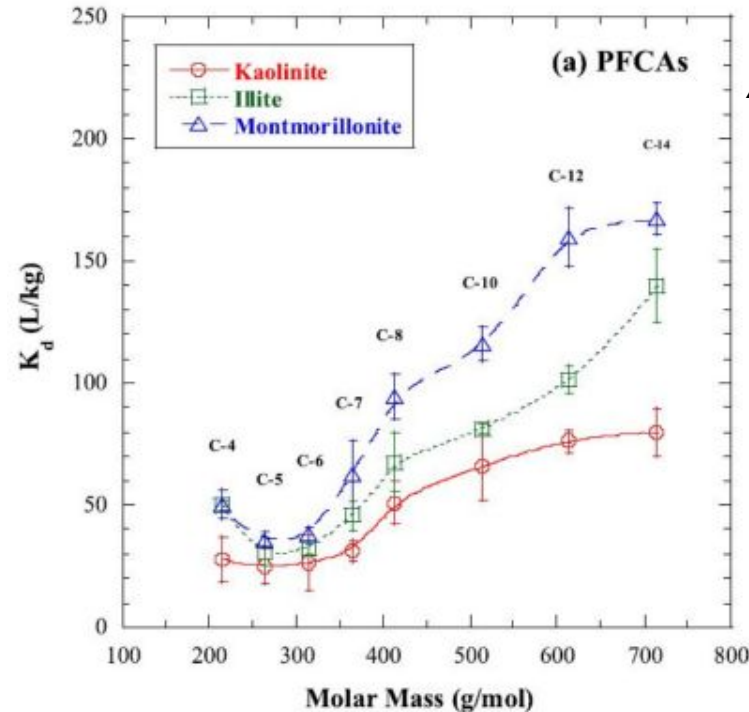 250
200
150
100
50
0
K_d (L/kg)
Kaolinite
Illite
Montmorillonite
(a) PFCAs
C-4
C-5
C-6
C-7
C-8
C-10
C-12
C-14
100 200 300 400 500 600 700 800
Molar Mass (g/mol)